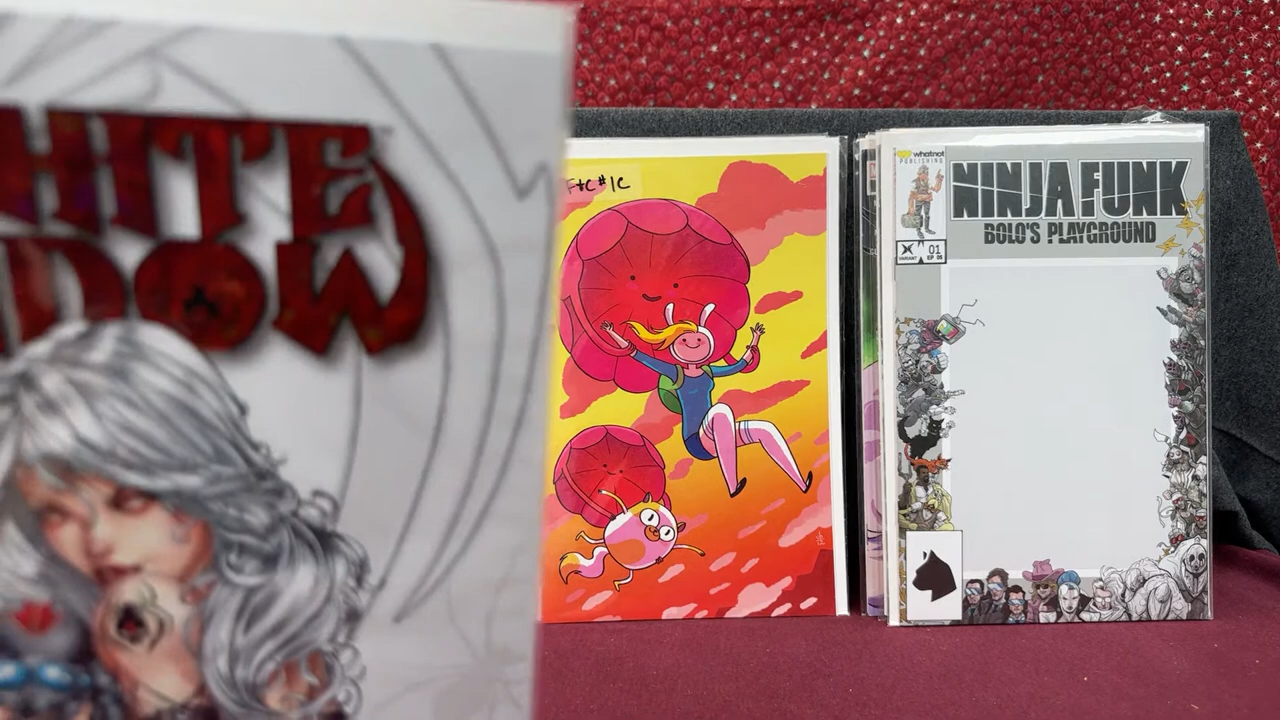 HITE
DOW
F+C #1C
whatnot
PUBLISHING
NINJA FUNK
BOLO'S PLAYGROUND
X
VARIANT
01
EP 05